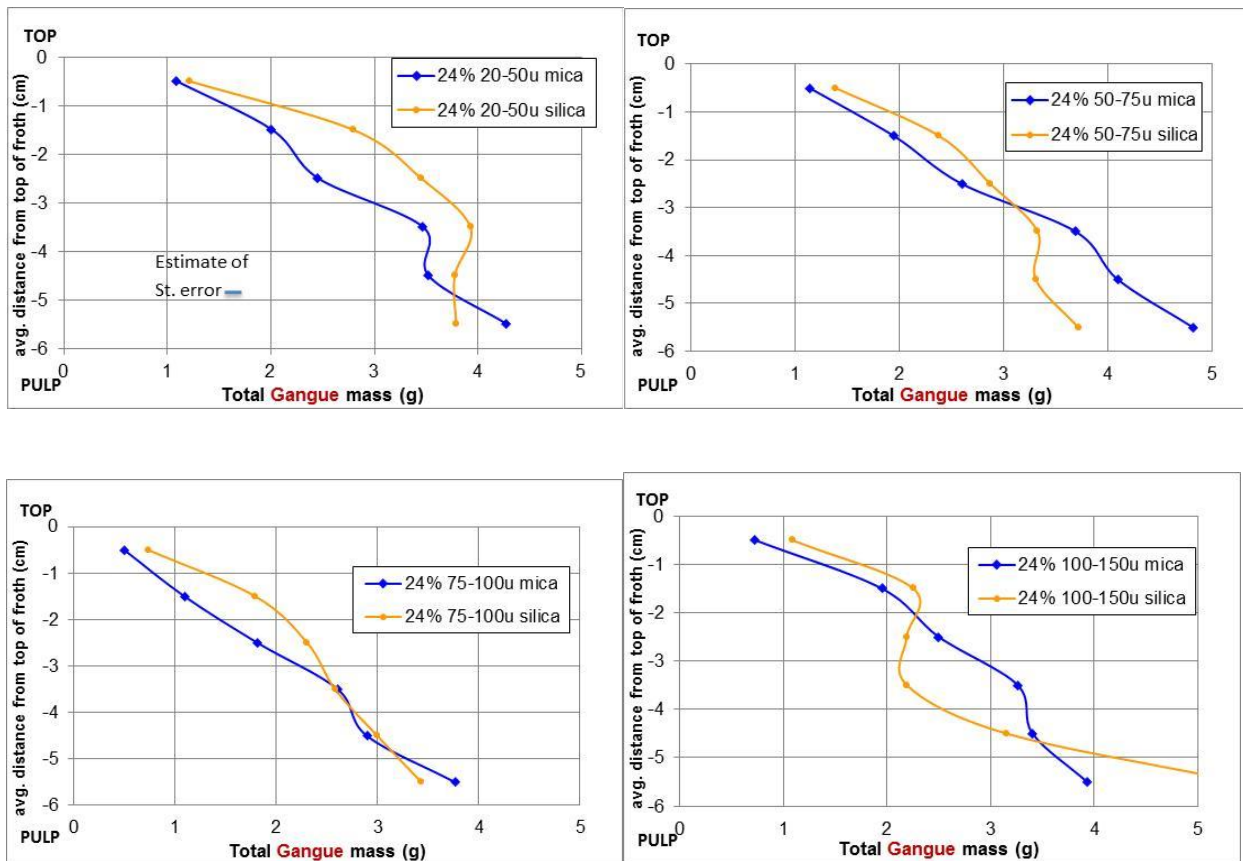 TOP
avg. distance from top of froth (cm)
0
-1
-2
-3
-4
-5
-6
24% 20-50u mica
24% 20-50u silica
Estimate of
St. error
0 1 2 3 4 5
PULP
Total Gangue mass (g)
TOP
avg. distance from top of froth (cm)
0
-1
-2
-3
-4
-5
-6
24% 50-75u mica
24% 50-75u silica
0 1 2 3 4 5
PULP
Total Gangue mass (g)
TOP
avg. distance from top of froth (cm)
0
-1
-2
-3
-4
-5
-6
24% 75-100u mica
24% 75-100u silica
0 1 2 3 4 5
PULP
Total Gangue mass (g)
TOP
avg. distance from top of froth (cm)
0
-1
-2
-3
-4
-5
-6
24% 100-150u mica
24% 100-150u silica
0 1 2 3 4 5
PULP
Total Gangue mass (g)